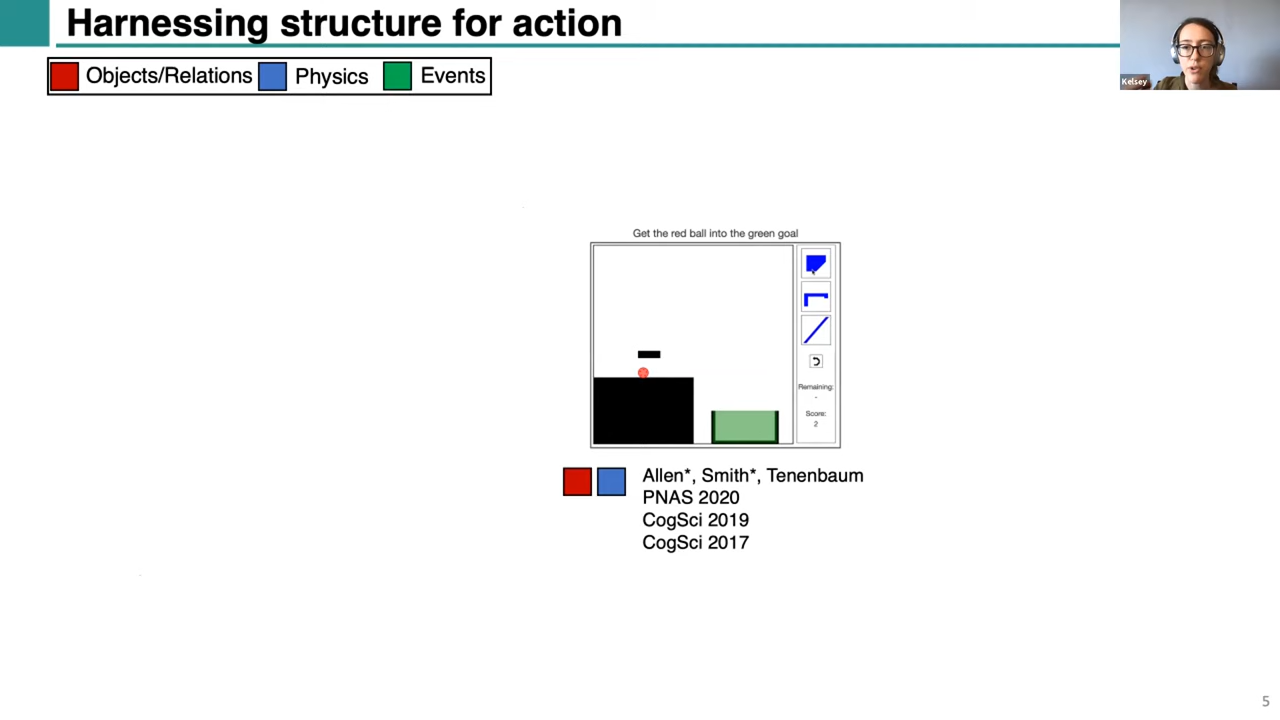 Harnessing structure for action
Objects/Relations Physics Events
Kelsey
Get the red ball into the green goal
Remaining:
-
Score:
2
Allen*, Smith*, Tenenbaum
PNAS 2020
CogSci 2019
CogSci 2017
5